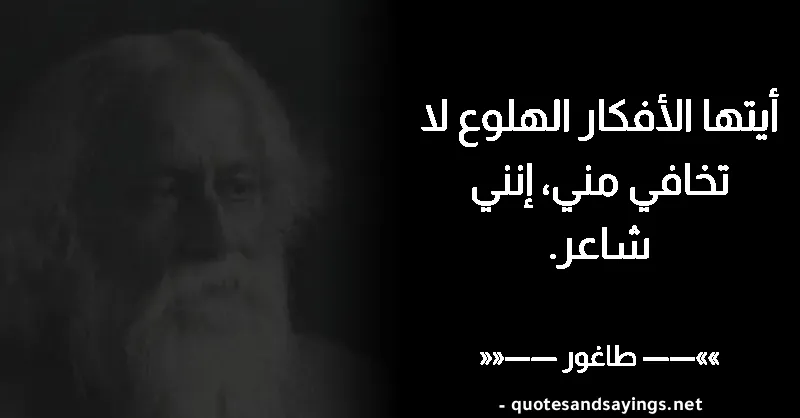 أيتها الأفكار الهلوع لا
تخافي مني، إنني
شاعر.
»»—— طاغور ——««
- quotesandsayings.net